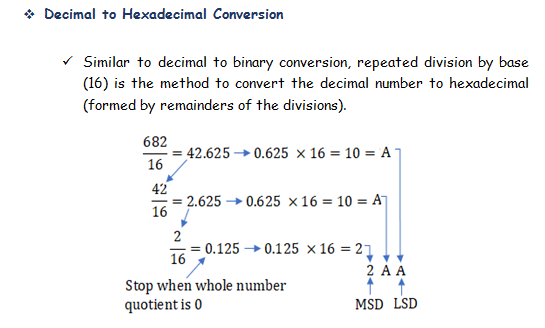 ❖ Decimal to Hexadecimal Conversion
✓ Similar to decimal to binary conversion, repeated division by base
(16) is the method to convert the decimal number to hexadecimal
(formed by remainders of the divisions).
682/16 = 42.625 → 0.625 × 16 = 10 = A
42/16 = 2.625 → 0.625 × 16 = 10 = A
2/16 = 0.125 → 0.125 × 16 = 2
2 A A
Stop when whole number
quotient is 0
MSD LSD